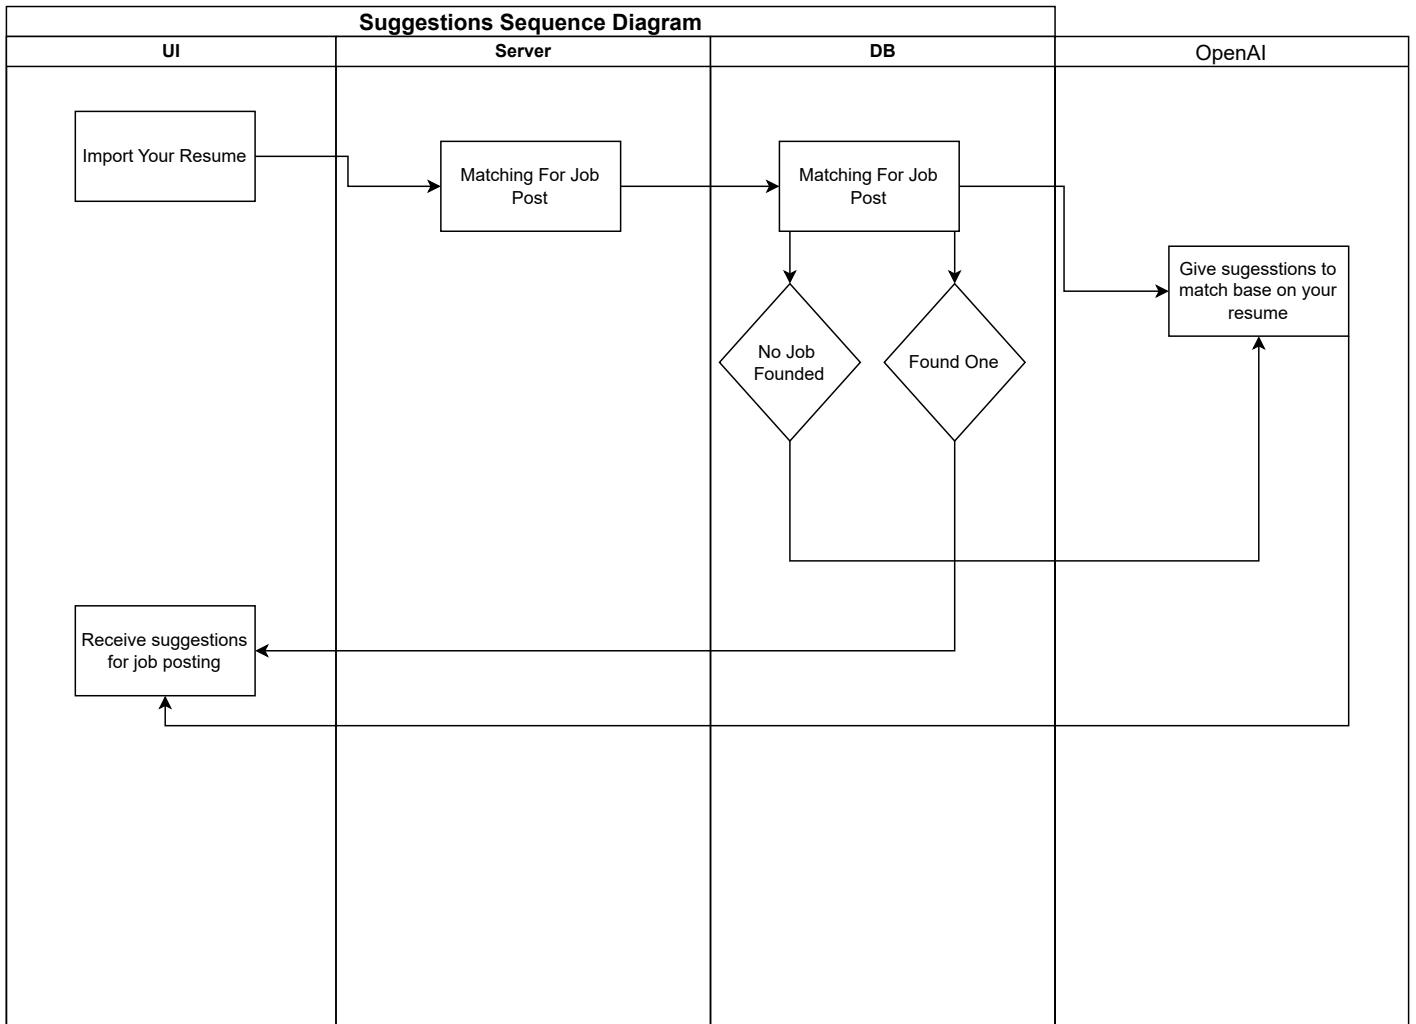 Suggestions Sequence Diagram
UI
Server
DB
OpenAI
Import Your Resume
Matching For Job
Post
Matching For Job
Post
Give sugesstions to
match base on your
resume
No Job
Founded
Found One
Receive suggestions
for job posting